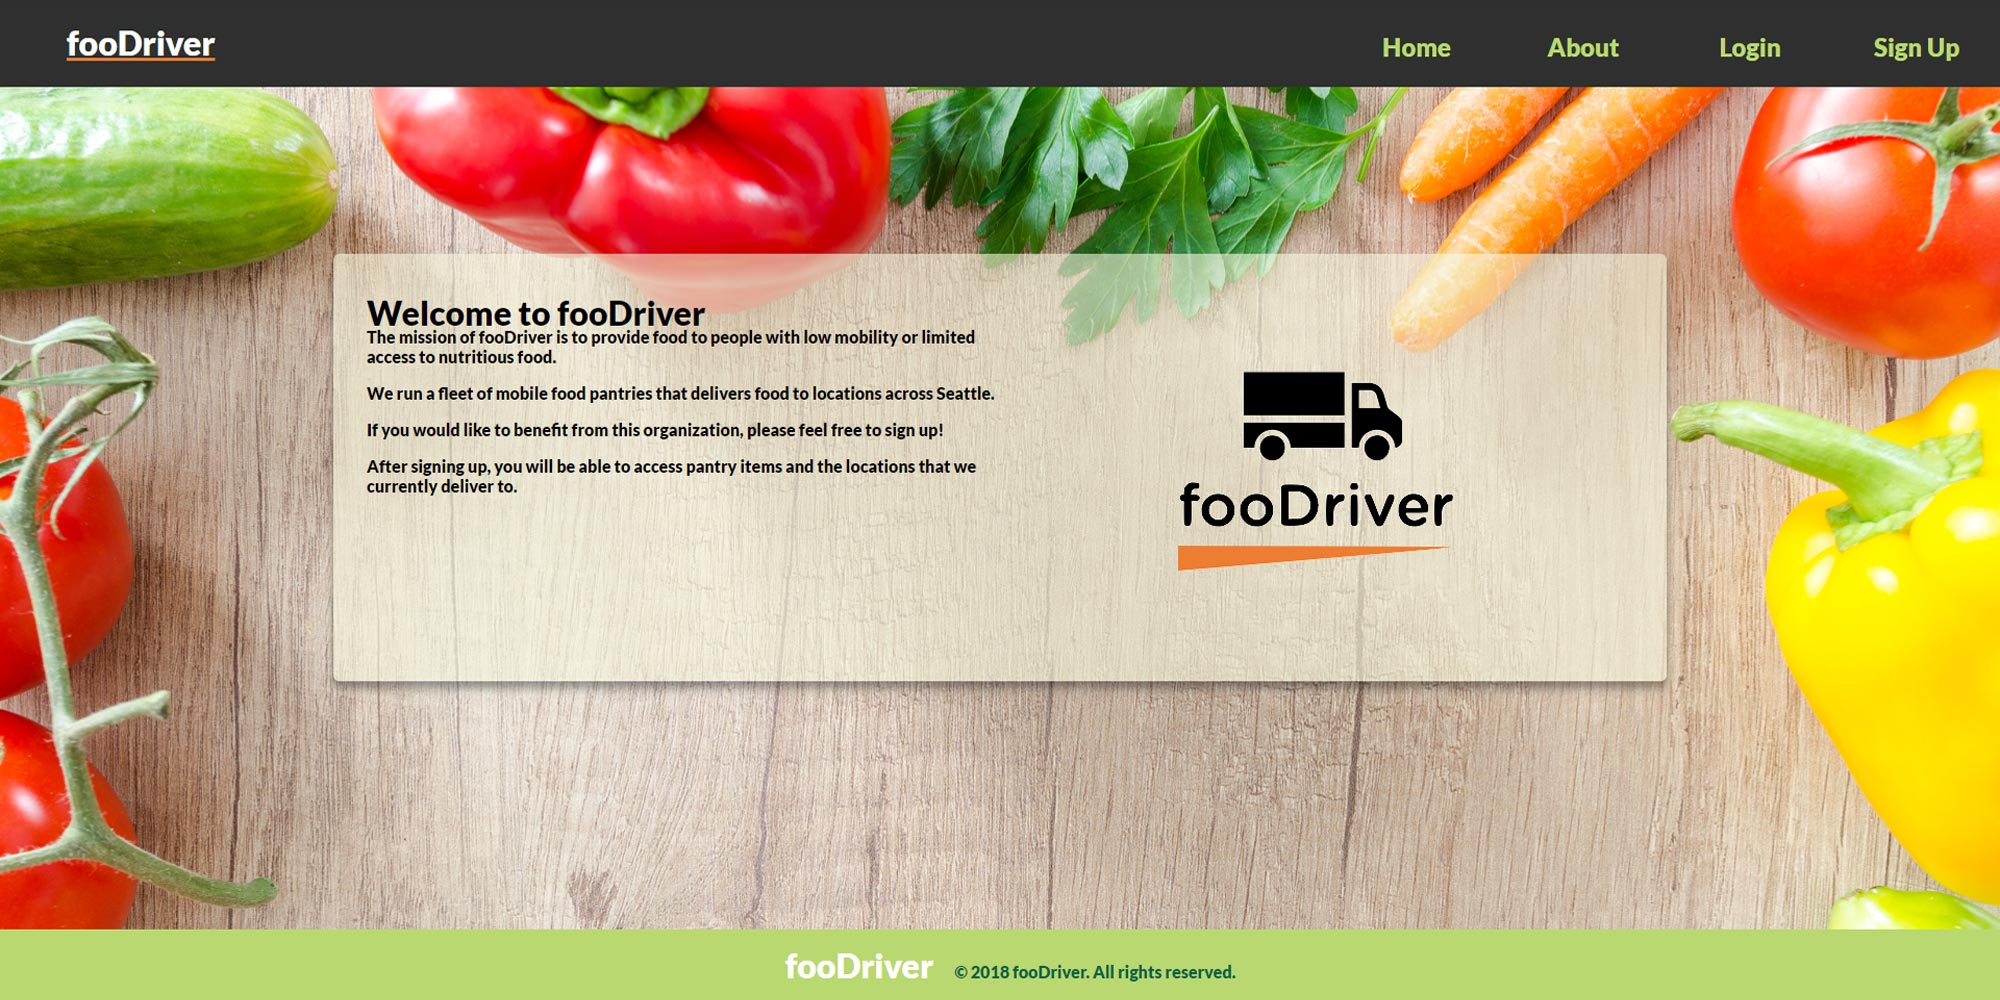 fooDriver
Home About Login Sign Up
Welcome to fooDriver
The mission of fooDriver is to provide food to people with low mobility or limited
access to nutritious food.
We run a fleet of mobile food pantries that delivers food to locations across Seattle.
If you would like to benefit from this organization, please feel free to sign up!
After signing up, you will be able to access pantry items and the locations that we
currently deliver to.
fooDriver
fooDriver © 2018 fooDriver. All rights reserved.